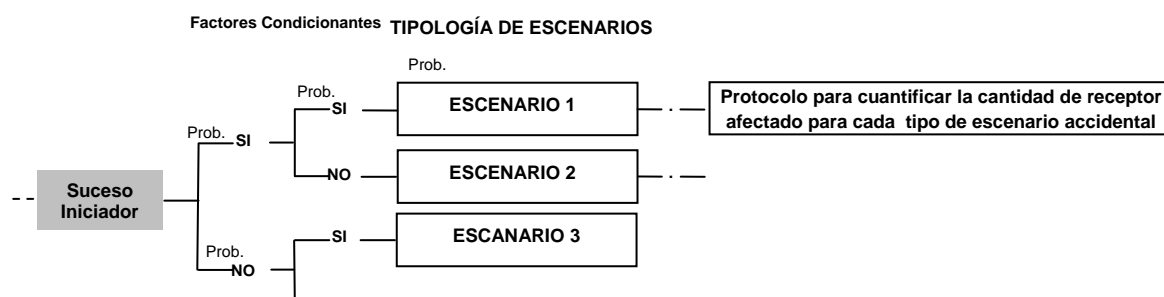 Factores Condicionantes TIPOLOGÍA DE ESCENARIOS
Prob.
Prob.
SI
ESCENARIO 1
Protocolo para cuantificar la cantidad de receptor
afectado para cada tipo de escenario accidental
Prob.
SI
NO
ESCENARIO 2
Suceso
Iniciador
SI
ESCANARIO 3
Prob.
NO